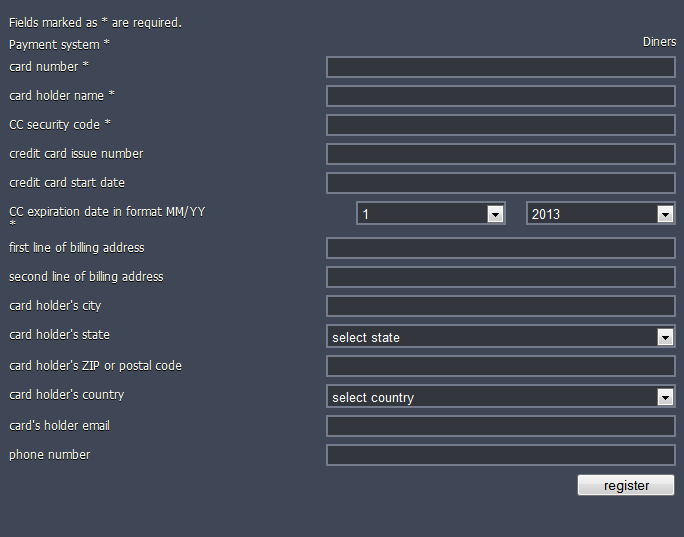 Fields marked as * are required.
Payment system *
Diners
card number *
card holder name *
CC security code *
credit card issue number
credit card start date
CC expiration date in format MM/YY
*
1
2013
first line of billing address
second line of billing address
card holder's city
card holder's state
select state
card holder's ZIP or postal code
card holder's country
select country
card's holder email
phone number
register